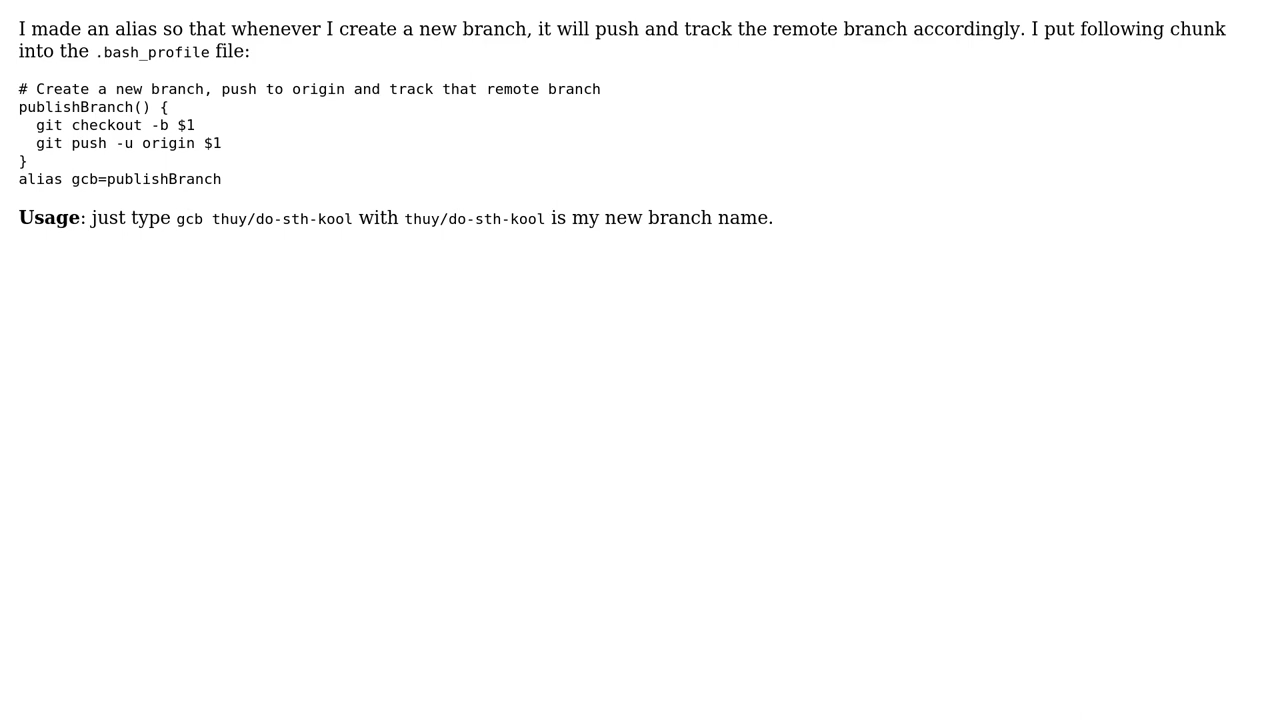 I made an alias so that whenever I create a new branch, it will push and track the remote branch accordingly. I put following chunk
into the .bash_profile file:
# Create a new branch, push to origin and track that remote branch
publishBranch() {
  git checkout -b $1
  git push -u origin $1
}
alias gcb=publishBranch
Usage: just type gcb thuy/do-sth-kool with thuy/do-sth-kool is my new branch name.